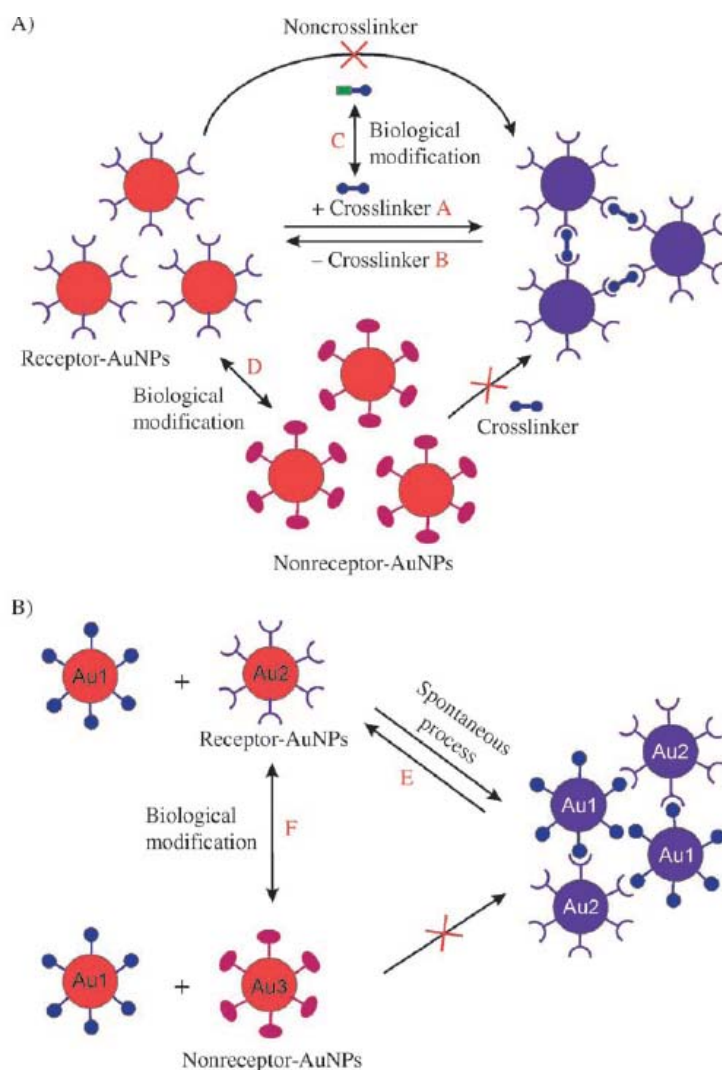 A)
Noncrosslinker
C
Biological
modification
+ Crosslinker A
– Crosslinker B
Receptor-AuNPs
D
Biological
modification
Crosslinker
Nonreceptor-AuNPs
B)
Au1
+
Au2
Receptor-AuNPs
Spontaneous
process
E
Biological
modification
F
Au2
Au1
Au1
Au2
Au1
+
Au3
Nonreceptor-AuNPs